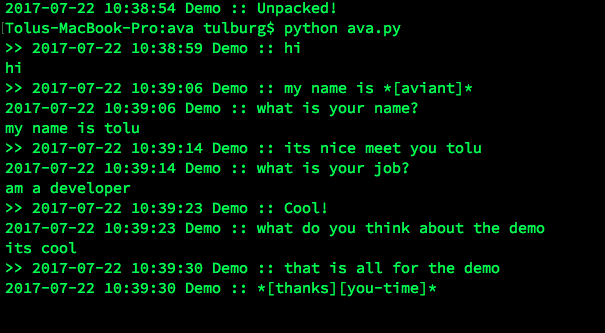 2017-07-22 10:38:54 Demo :: Unpacked!
[Tolus-MacBook-Pro:ava tulburg$ python ava.py
>> 2017-07-22 10:38:59 Demo :: hi
hi
>> 2017-07-22 10:39:06 Demo :: my name is *[aviant]*
2017-07-22 10:39:06 Demo :: what is your name?
my name is tolu
>> 2017-07-22 10:39:14 Demo :: its nice meet you tolu
2017-07-22 10:39:14 Demo :: what is your job?
am a developer
>> 2017-07-22 10:39:23 Demo :: Cool!
2017-07-22 10:39:23 Demo :: what do you think about the demo
its cool
>> 2017-07-22 10:39:30 Demo :: that is all for the demo
2017-07-22 10:39:30 Demo :: *[thanks][you-time]*